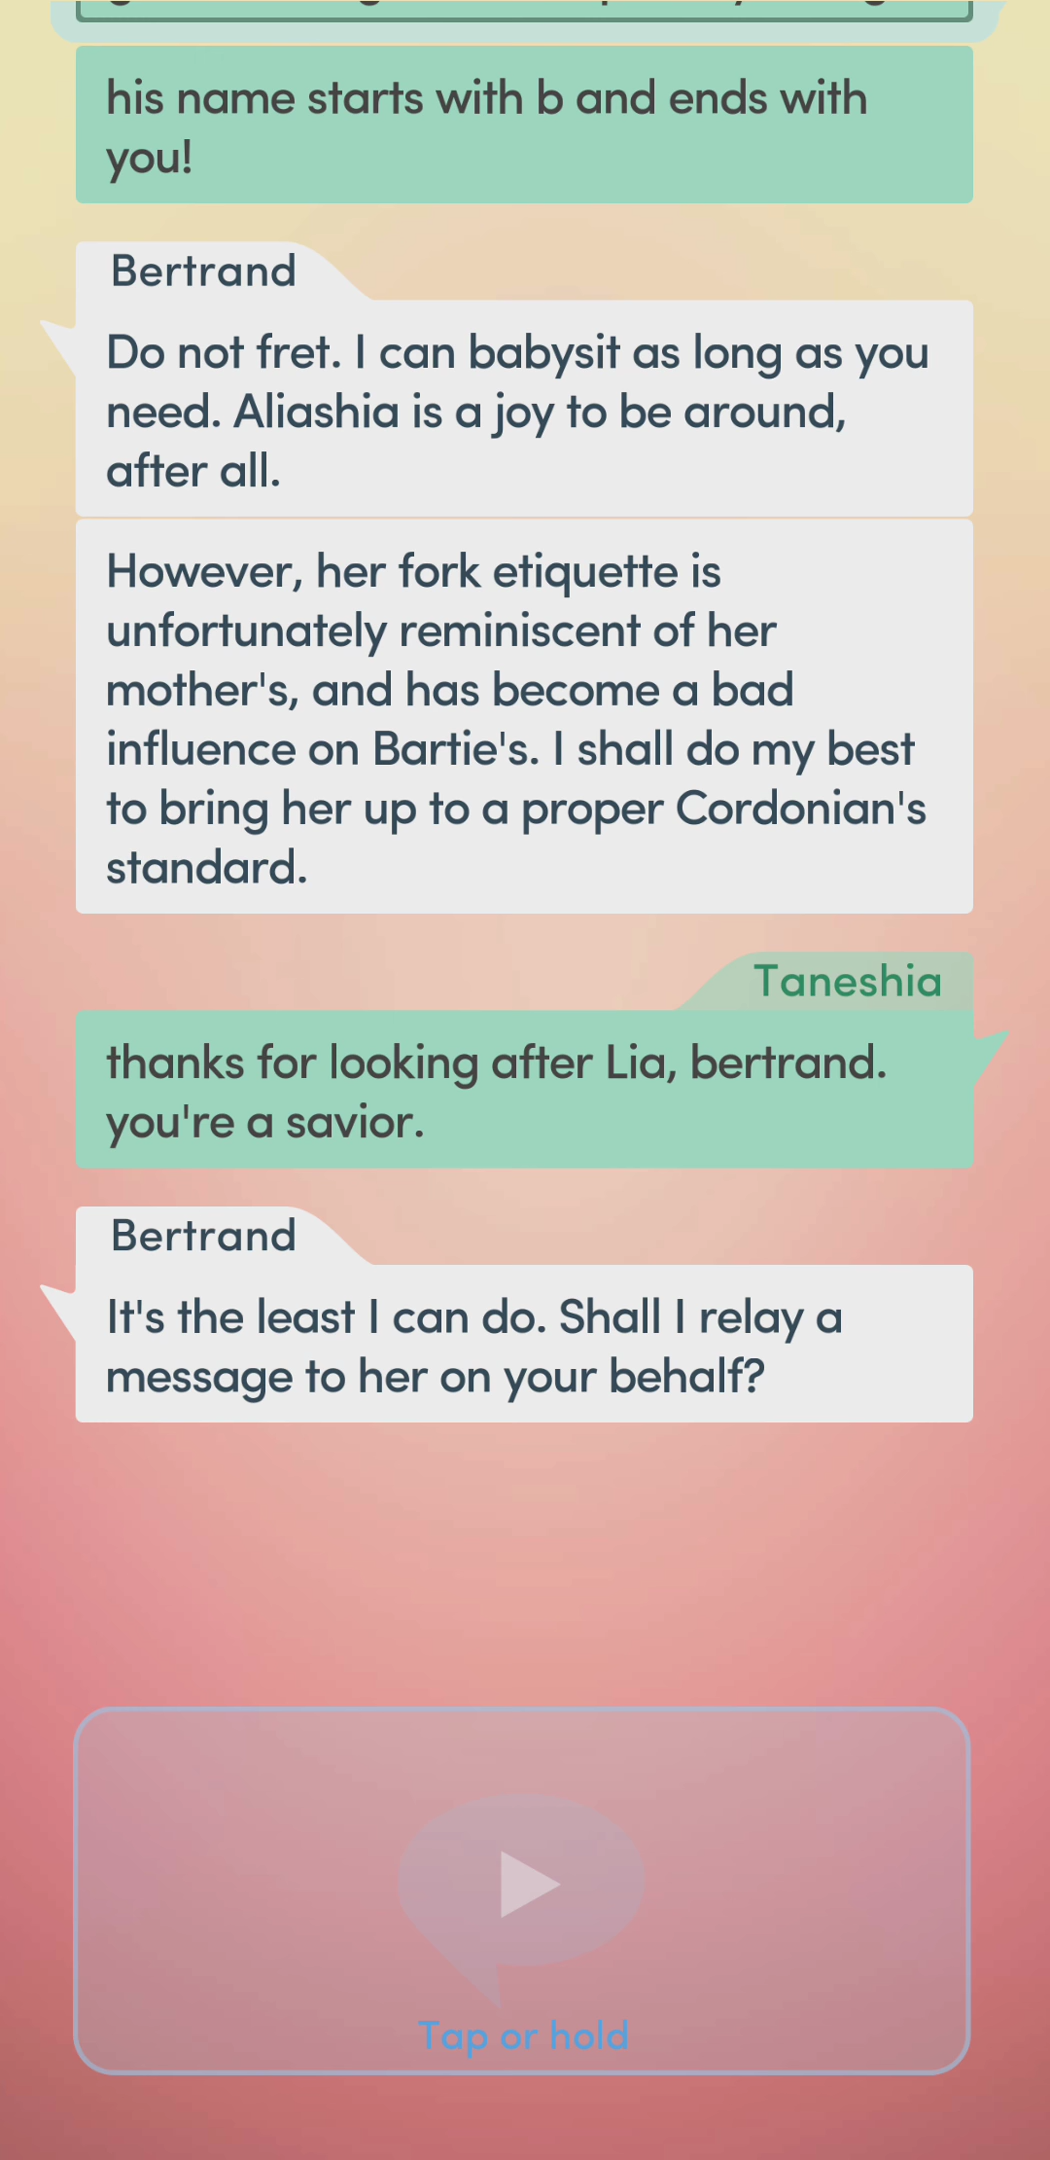 his name starts with b and ends with
you!
Bertrand
Do not fret. I can babysit as long as you
need. Aliashia is a joy to be around,
after all.
However, her fork etiquette is
unfortunately reminiscent of her
mother's, and has become a bad
influence on Bartie's. I shall do my best
to bring her up to a proper Cordonian's
standard.
Taneshia
thanks for looking after Lia, bertrand.
you're a savior.
Bertrand
It's the least I can do. Shall I relay a
message to her on your behalf?
Tap or hold